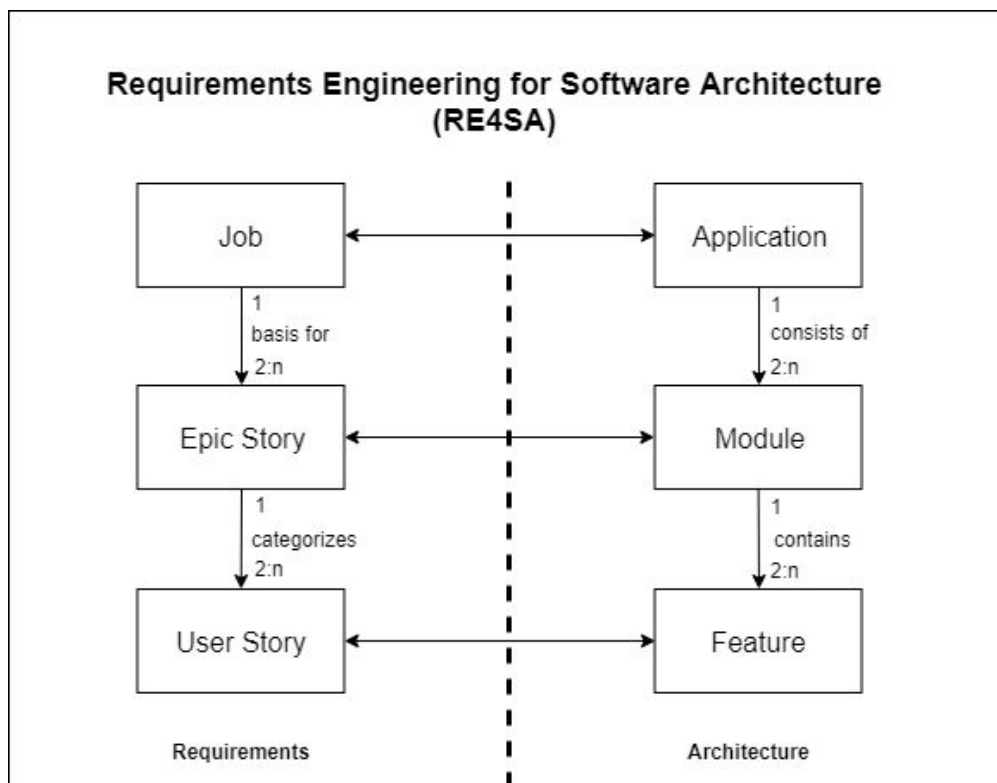 Requirements Engineering for Software Architecture
(RE4SA)
Job
Application
1
basis for
2:n
1
consists of
2:n
Epic Story
Module
1
categorizes
2:n
1
contains
2:n
User Story
Feature
Requirements
Architecture